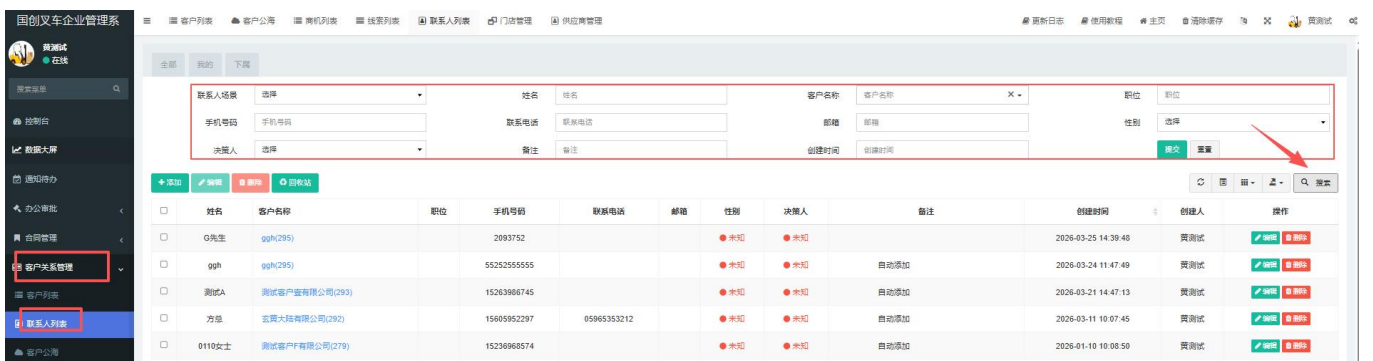 国创叉车企业管理系
客户列表 客户公海 商机列表 线索列表 联系人列表 门店管理 供应商管理 更新日志 使用教程 主页 清除缓存 黄测试
黄测试
在线
搜索菜单
控制台
数据大屏
通知待办
办公审批
合同管理
客户关系管理
客户列表
联系人列表
客户公海
全部 我的 下属
联系人场景 选择 姓名 姓名 客户名称 客户名称 职位 职位
手机号码 手机号码 联系电话 联系电话 邮箱 邮箱 性别 选择
决策人 选择 备注 备注 创建时间 创建时间 提交 重置
添加 编辑 删除 回收站 搜索
姓名 客户名称 职位 手机号码 联系电话 邮箱 性别 决策人 备注 创建时间 创建人 操作
G先生 ggh(295) 2093752 未知 未知 2026-03-25 14:39:48 黄测试 编辑 删除
ggh ggh(295) 55252555555 未知 未知 自动添加 2026-03-24 11:47:49 黄测试 编辑 删除
测试A 测试客户壹有限公司(293) 15263986745 未知 未知 自动添加 2026-03-21 14:47:13 黄测试 编辑 删除
方总 玄黄大陆有限公司(292) 15605952297 05965353212 未知 未知 自动添加 2026-03-11 10:07:45 黄测试 编辑 删除
0110女士 测试客户F有限公司(279) 15236968574 未知 未知 自动添加 2026-01-10 10:08:50 黄测试 编辑 删除